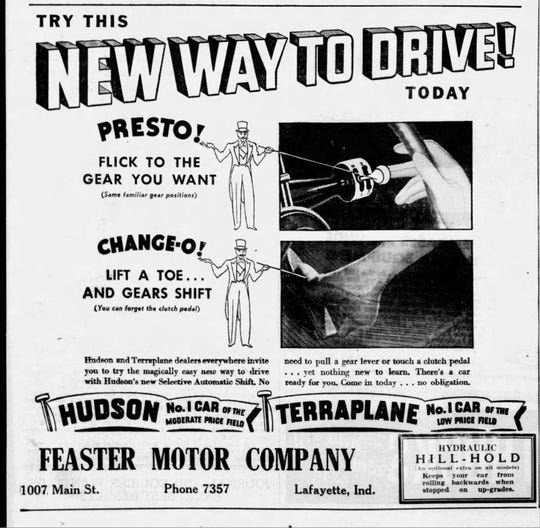 TRY THIS
NEW WAY TO DRIVE!
TODAY
PRESTO!
FLICK TO THE
GEAR YOU WANT
(Same familiar gear positions)
CHANGE-O!
LIFT A TOE...
AND GEARS SHIFT
(You can forget the clutch pedal)
Hudson and Terraplane dealers everywhere invite
you to try the magically easy new way to drive
with Hudson's new Selective Automatic Shift. No
need to pull a gear lever or touch a clutch pedal
. . . yet nothing new to learn. There's a car
ready for you. Come in today . . . no obligation.
HUDSON No. 1 CAR OF THE
MODERATE PRICE FIELD
TERRAPLANE No. 1 CAR OF THE
LOW PRICE FIELD
FEASTER MOTOR COMPANY
1007 Main St. Phone 7357 Lafayette, Ind.
HYDRAULIC
HILL-HOLD
(An optional extra on all models)
Keeps your car from
rolling backwards when
stopped on up-grades.